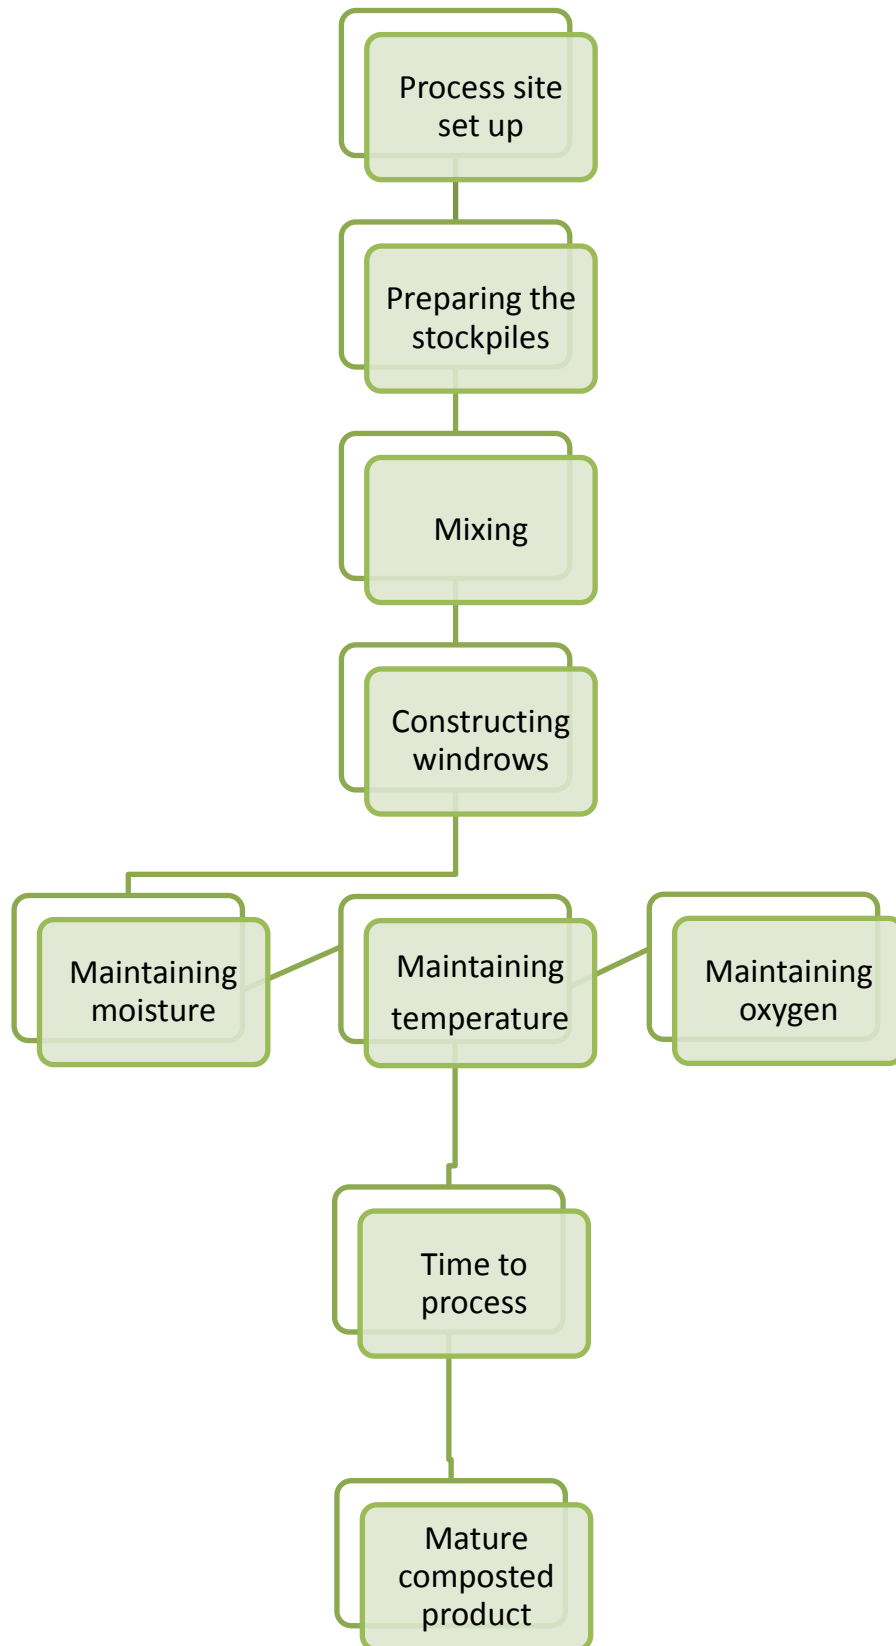 Process site
set up
Preparing the
stockpiles
Mixing
Constructing
windrows
Maintaining
moisture
Maintaining
temperature
Maintaining
oxygen
Time to
process
Mature
composted
product